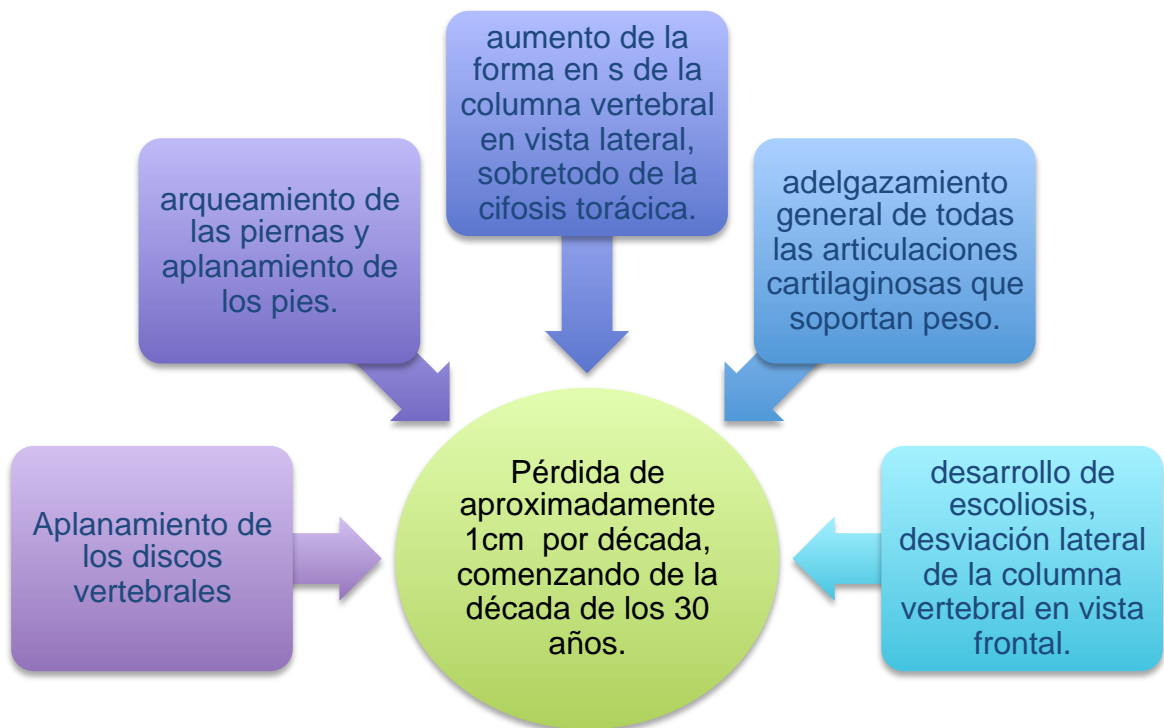 aumento de la
forma en s de la
columna vertebral
en vista lateral,
sobretodo de la
cifosis torácica.
arqueamiento de
las piernas y
aplanamiento de
los pies.
adelgazamiento
general de todas
las articulaciones
cartilaginosas que
soportan peso.
Aplanamiento de
los discos
vertebrales
Pérdida de
aproximadamente
1cm por década,
comenzando de la
década de los 30
años.
desarrollo de
escoliosis,
desviación lateral
de la columna
vertebral en vista
frontal.